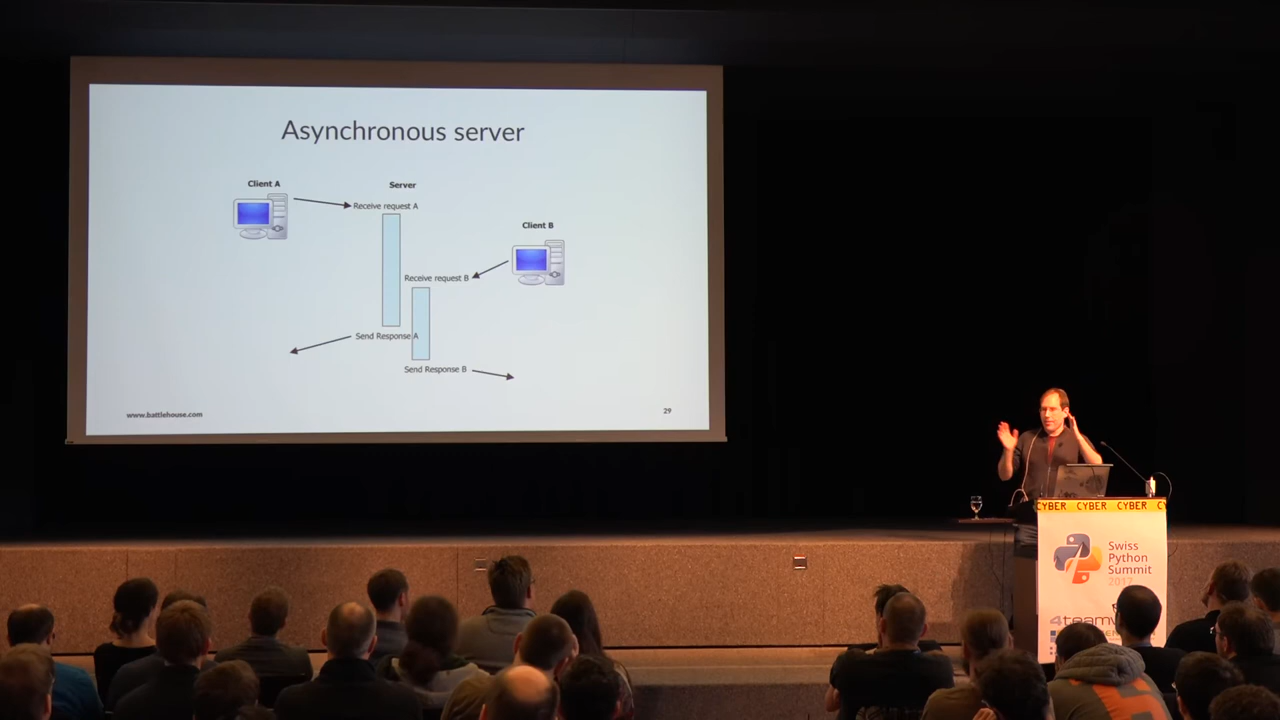 Asynchronous server
Client A
Server
Receive request A
Client B
Receive request B
Send Response A
Send Response B
www.battlehouse.com
29
CYBER CYBER CYBER
Swiss
Python
Summit
2017
4teamw